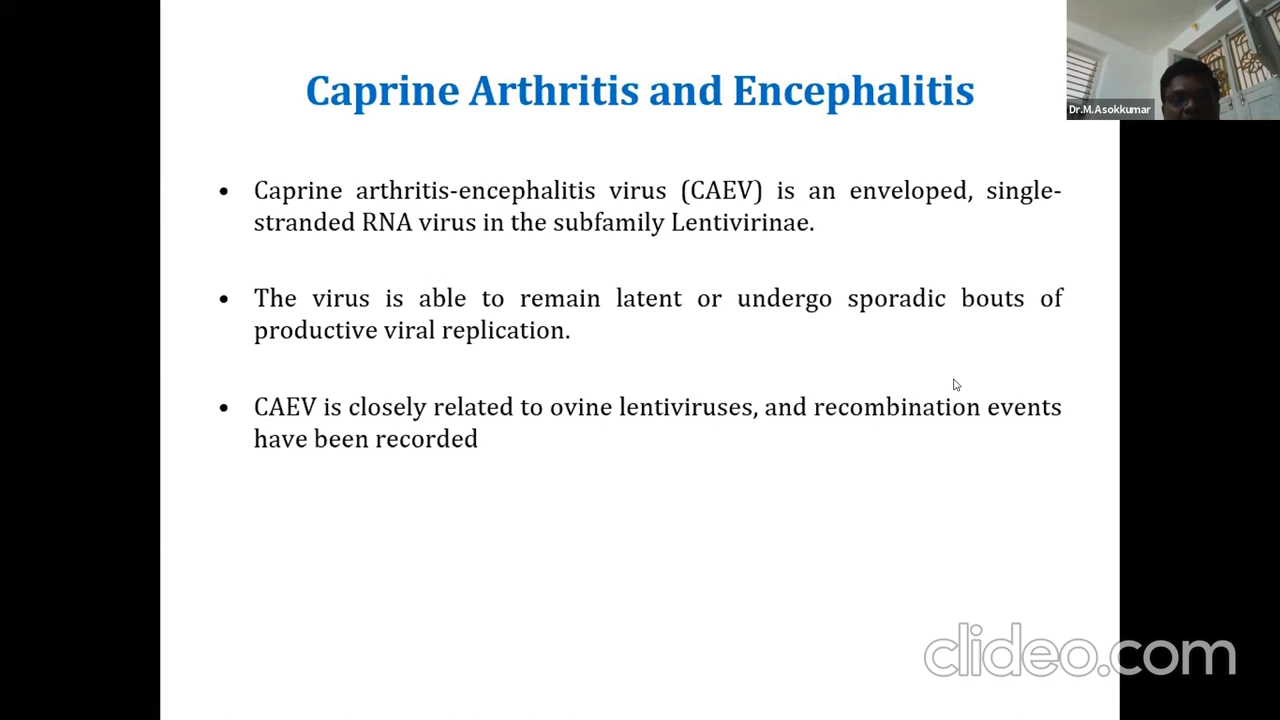 Caprine Arthritis and Encephalitis
Dr.M.Asokkumar
• Caprine arthritis-encephalitis virus (CAEV) is an enveloped, single-
stranded RNA virus in the subfamily Lentivirinae.
• The virus is able to remain latent or undergo sporadic bouts of
productive viral replication.
• CAEV is closely related to ovine lentiviruses, and recombination events
have been recorded
clideo.com